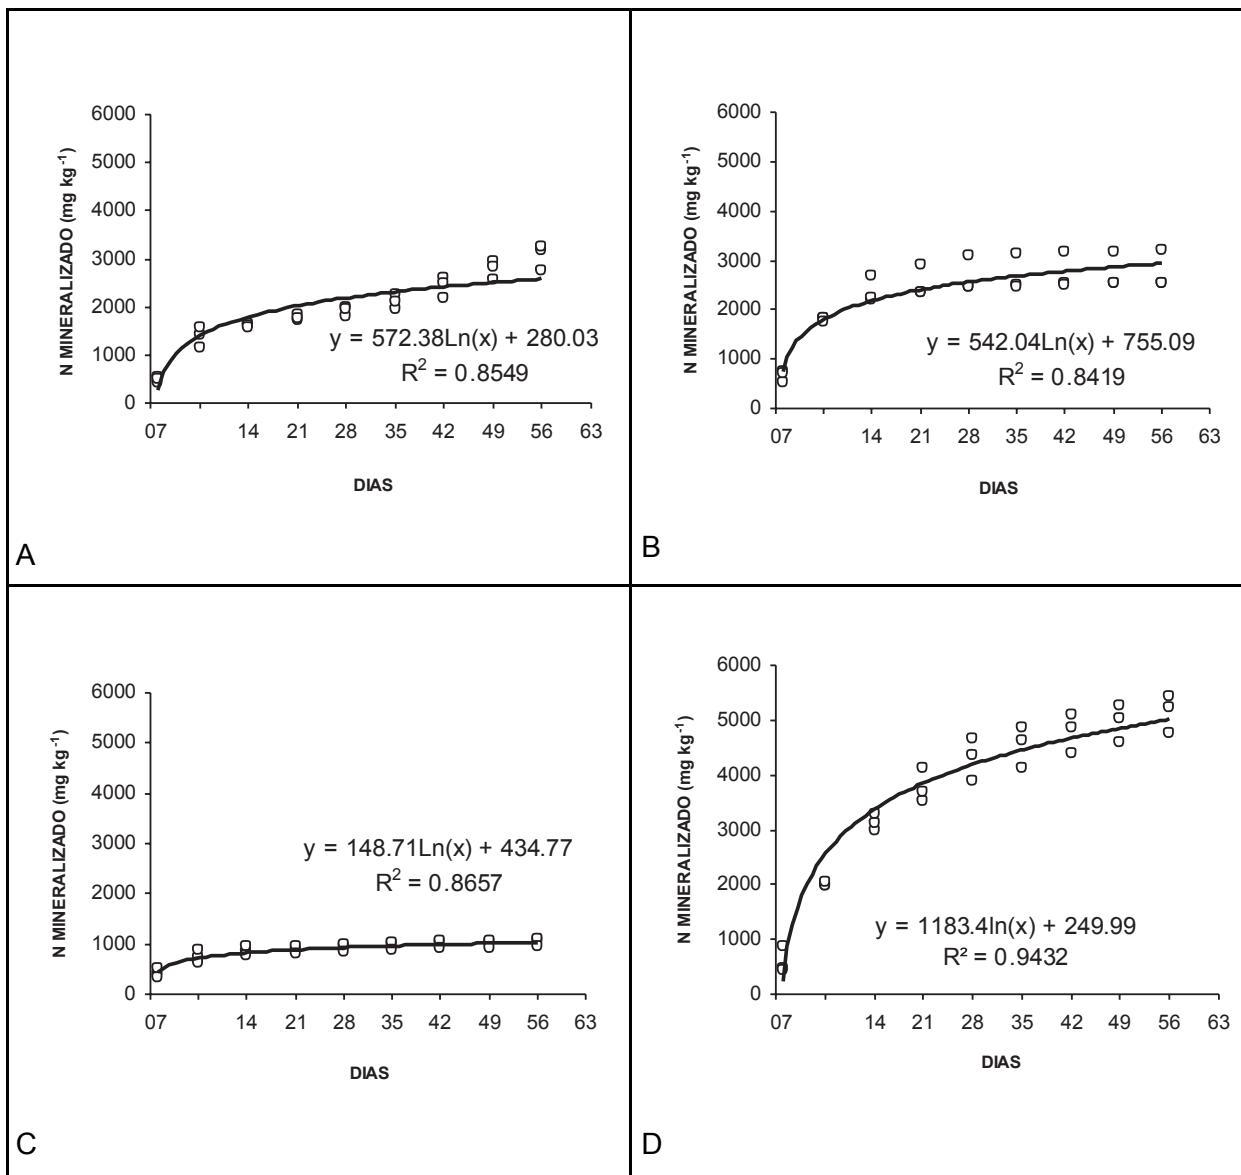 6000
5000
4000
3000
2000
1000
0
N MINERALIZADO (mg kg⁻¹)
y = 572.38Ln(x) + 280.03
R² = 0.8549
07 14 21 28 35 42 49 56 63
DIAS
A
6000
5000
4000
3000
2000
1000
0
N MINERALIZADO (mg kg⁻¹)
y = 542.04Ln(x) + 755.09
R² = 0.8419
07 14 21 28 35 42 49 56 63
DIAS
B
6000
5000
4000
3000
2000
1000
0
N MINERALIZADO (mg kg⁻¹)
y = 148.71Ln(x) + 434.77
R² = 0.8657
07 14 21 28 35 42 49 56 63
DIAS
C
6000
5000
4000
3000
2000
1000
0
N MINERALIZADO (mg kg⁻¹)
y = 1183.4ln(x) + 249.99
R² = 0.9432
07 14 21 28 35 42 49 56 63
DIAS
D